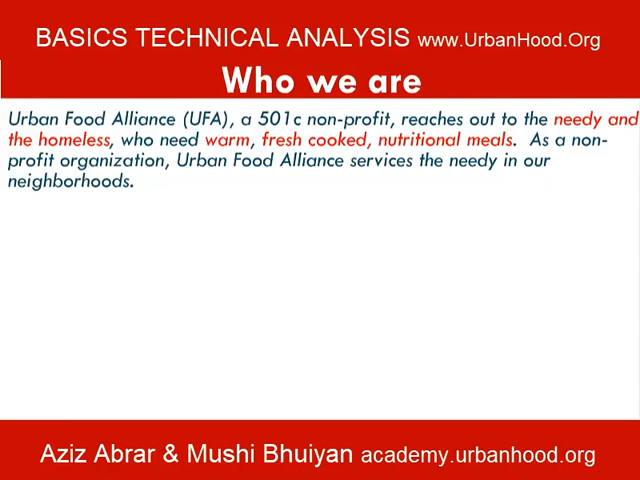 BASICS TECHNICAL ANALYSIS www.UrbanHood.Org
Who we are
Urban Food Alliance (UFA), a 501c non-profit, reaches out to the needy and
the homeless, who need warm, fresh cooked, nutritional meals. As a non-
profit organization, Urban Food Alliance services the needy in our
neighborhoods.
Aziz Abrar & Mushi Bhuiyan academy.urbanhood.org